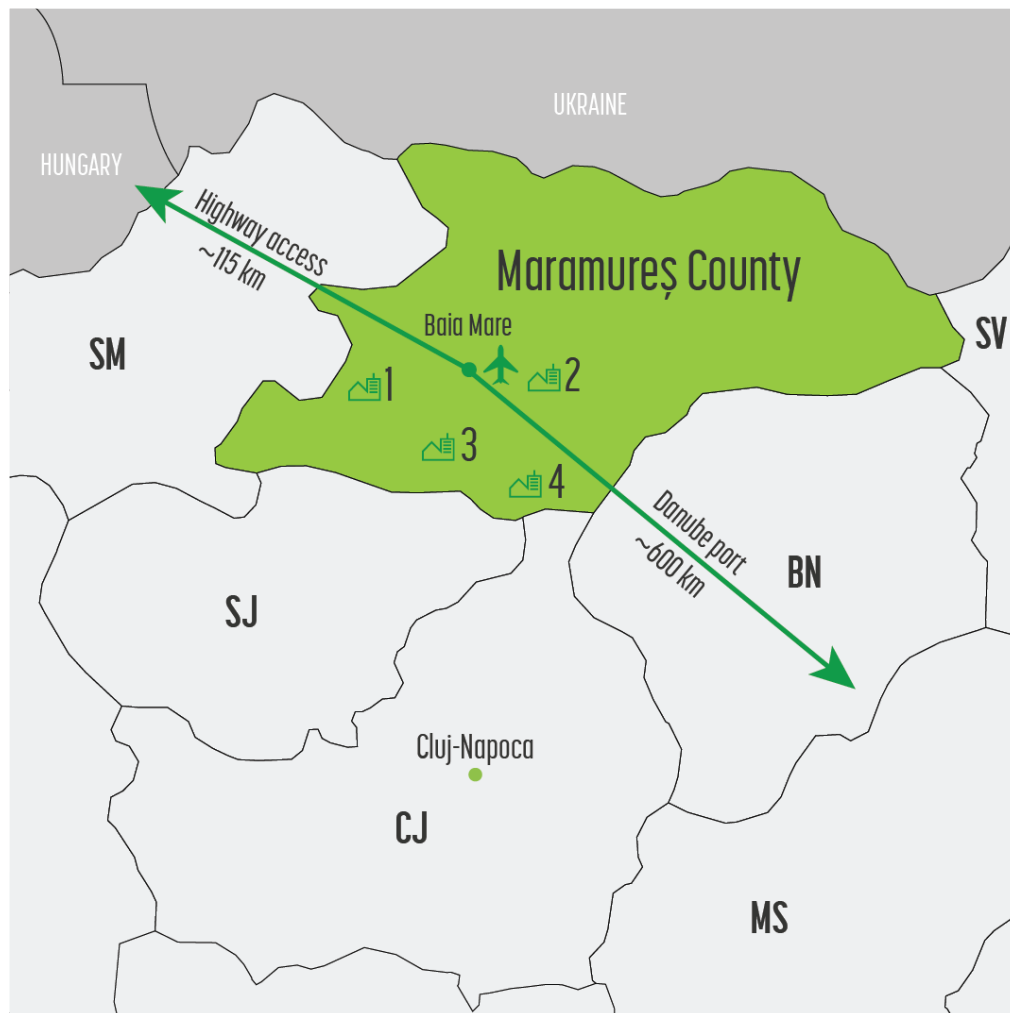 UKRAINE
HUNGARY
Highway access
~115 km
Maramureș County
Baia Mare
SV
SM
1
2
3
4
Danube port
~600 km
BN
SJ
Cluj-Napoca
CJ
MS